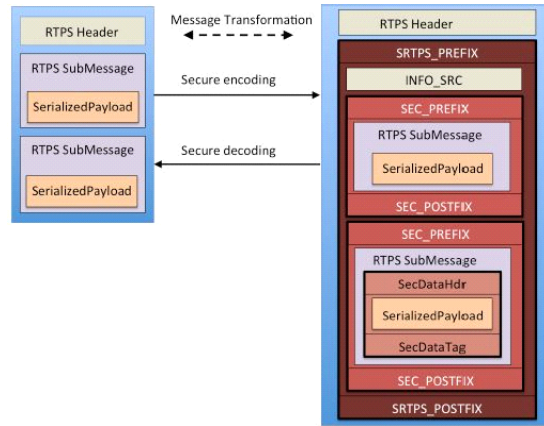 RTPS Header
RTPS SubMessage
SerializedPayload
RTPS SubMessage
SerializedPayload
Message Transformation
Secure encoding
Secure decoding
RTPS Header
SRTPS_PREFIX
INFO_SRC
SEC_PREFIX
RTPS SubMessage
SerializedPayload
SEC_POSTFIX
SEC_PREFIX
RTPS SubMessage
SecDataHdr
SerializedPayload
SecDataTag
SEC_POSTFIX
SRTPS_POSTFIX